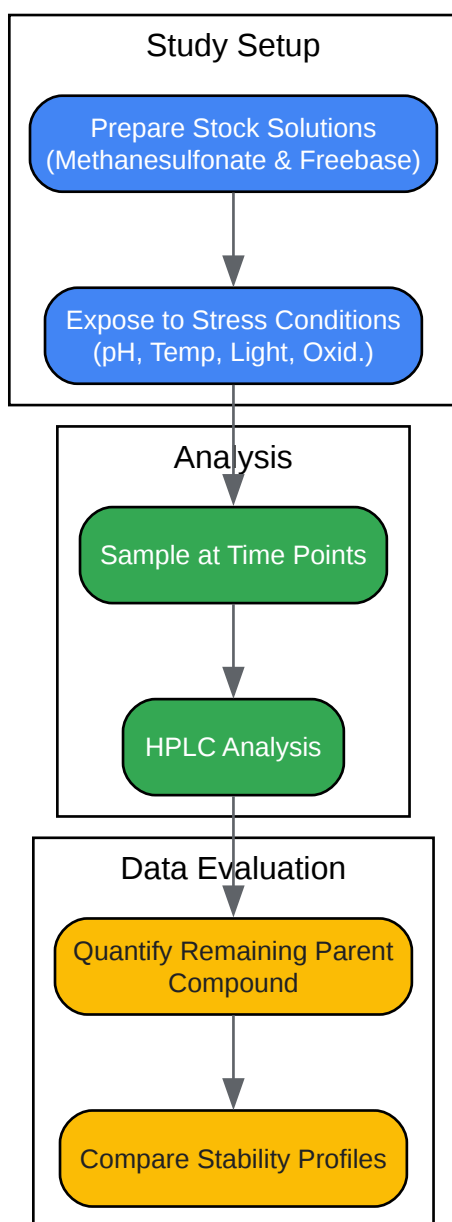 Study Setup
Prepare Stock Solutions
(Methanesulfonate & Freebase)
Expose to Stress Conditions
(pH, Temp, Light, Oxid.)
Analysis
Sample at Time Points
HPLC Analysis
Data Evaluation
Quantify Remaining Parent
Compound
Compare Stability Profiles